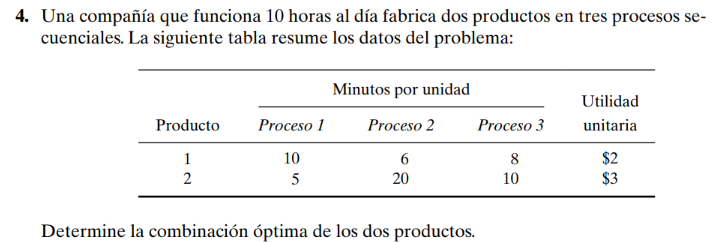 4. Una compañía que funciona 10 horas al día fabrica dos productos en tres procesos se-
cuenciales. La siguiente tabla resume los datos del problema:
Minutos por unidad
Utilidad
Producto Proceso 1 Proceso 2 Proceso 3 unitaria
1 10 6 8 $2
2 5 20 10 $3
Determine la combinación óptima de los dos productos.